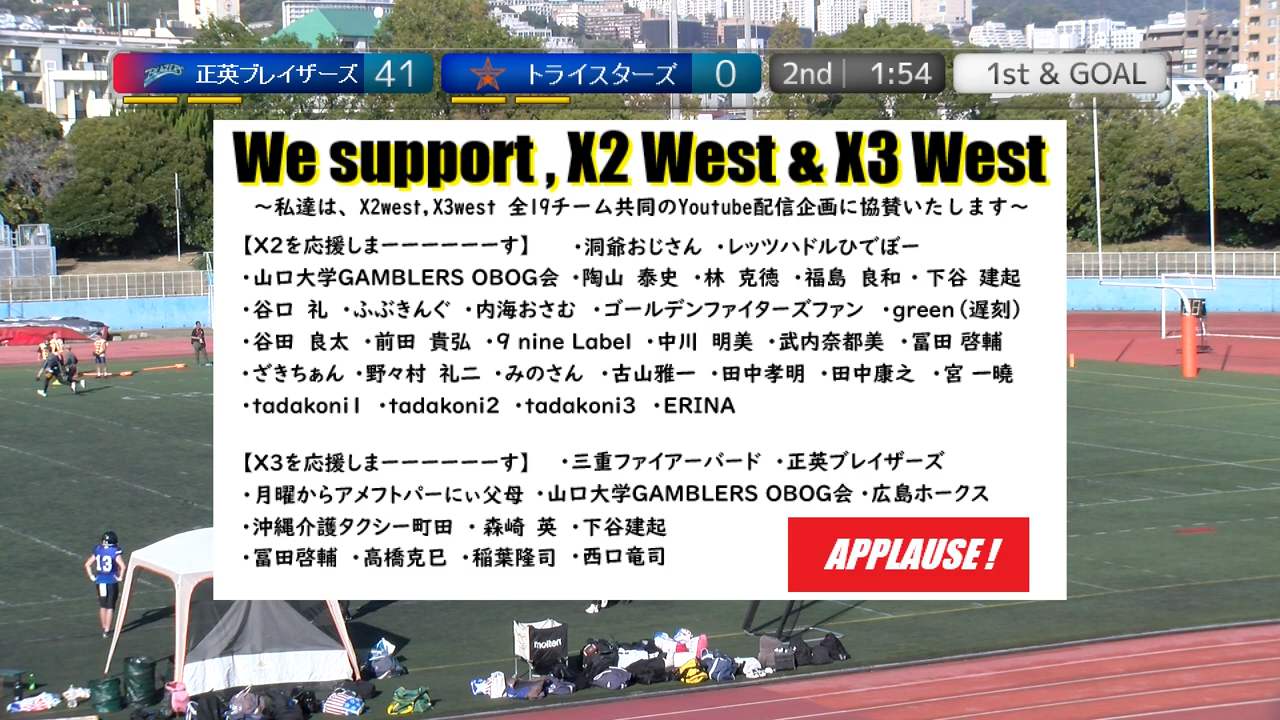 BLAZERS 正英ブレイザーズ 41 トライスターズ 0 2nd 1:54 1st & GOAL
We support , X2 West & X3 West
～私達は、X2west,X3west 全19チーム共同のYoutube配信企画に協賛いたします～
【X2を応援しまーーーーーーす】 ・洞爺おじさん ・レッツハドルひでぼー
・山口大学GAMBLERS OBOG会 ・陶山 泰史 ・林 克徳 ・福島 良和 ・下谷 建起
・谷口 礼 ・ふぶきんぐ ・内海おさむ ・ゴールデンファイターズファン ・green（遅刻）
・谷田 良太 ・前田 貴弘 ・9 nine Label ・中川 明美 ・武内奈都美 ・冨田 啓輔
・ざきちぁん ・野々村 礼二 ・みのさん ・古山雅一 ・田中孝明 ・田中康之 ・宮 一曉
・tadakoni1 ・tadakoni2 ・tadakoni3 ・ERINA
【X3を応援しまーーーーーーす】 ・三重ファイアーバード ・正英ブレイザーズ
・月曜からアメフトパーにぃ父母 ・山口大学GAMBLERS OBOG会 ・広島ホークス
・沖縄介護タクシー町田 ・森崎 英 ・下谷建起
・冨田啓輔 ・高橋克巳 ・稲葉隆司 ・西口竜司
APPLAUSE!
13
molten